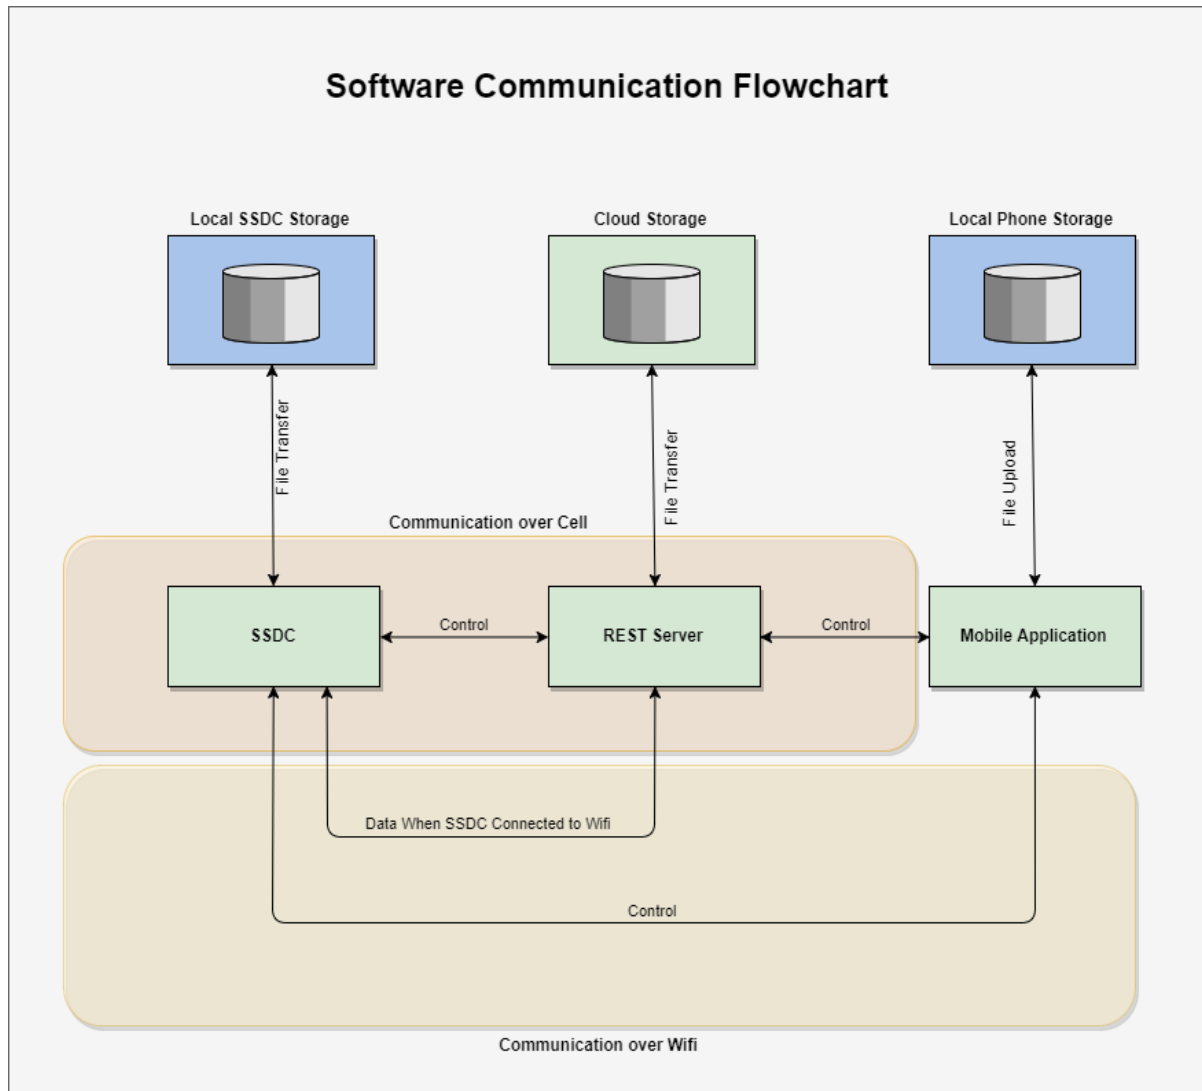 Software Communication Flowchart
Local SSDC Storage
Cloud Storage
Local Phone Storage
File Transfer
File Transfer
File Upload
Communication over Cell
SSDC
Control
REST Server
Control
Mobile Application
Data When SSDC Connected to Wifi
Control
Communication over Wifi